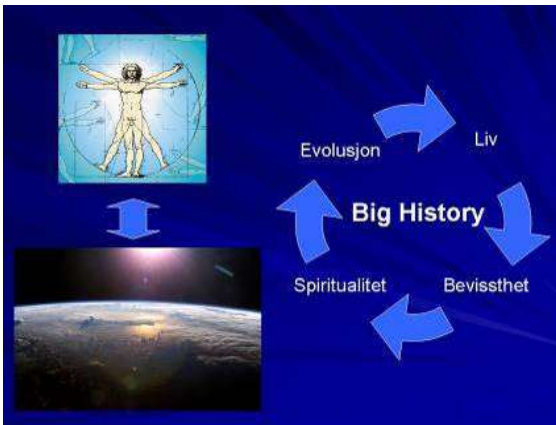 Evolusjon
Liv
Big History
Spiritualitet
Bevissthet